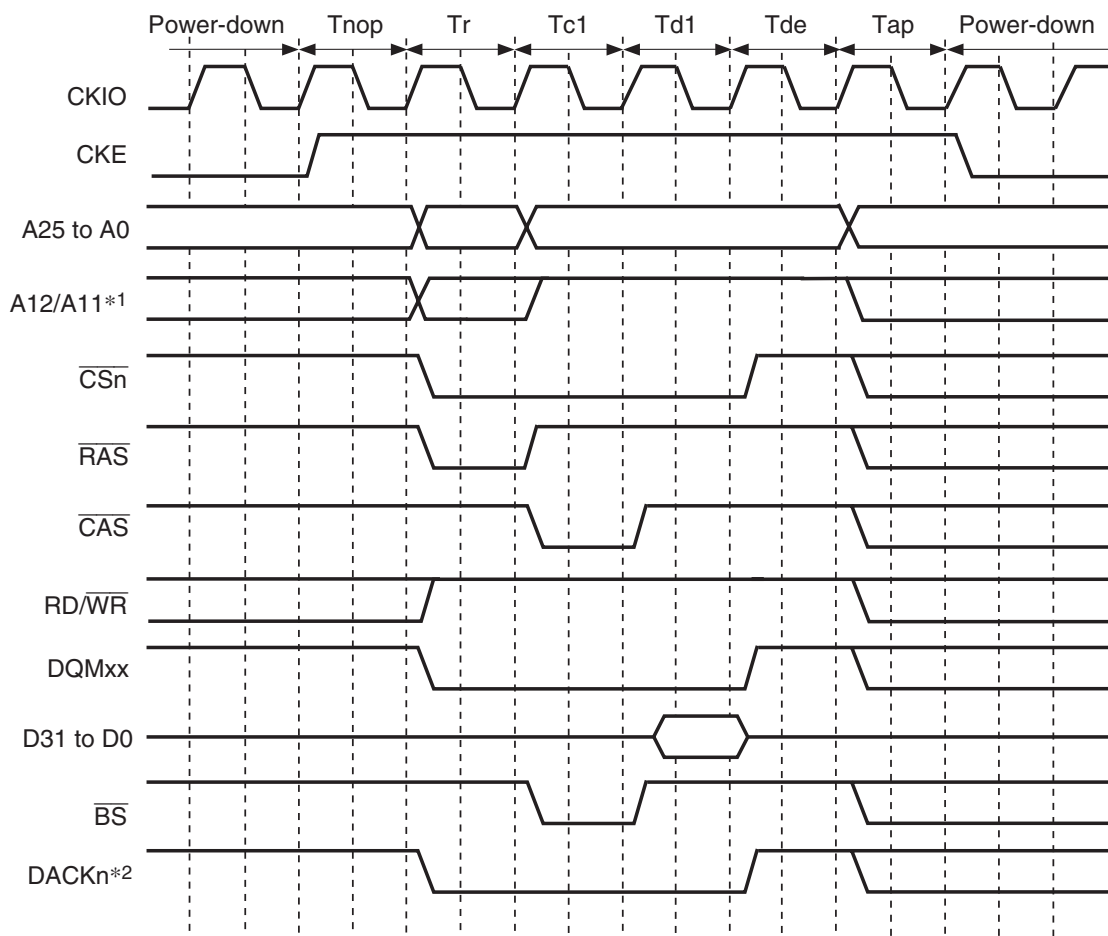 Power-down Tnop Tr Tc1 Td1 Tde Tap Power-down
CKIO
CKE
A25 to A0
A12/A11*1
CSn
RAS
CAS
RD/WR
DQMxx
D31 to D0
BS
DACKn*2